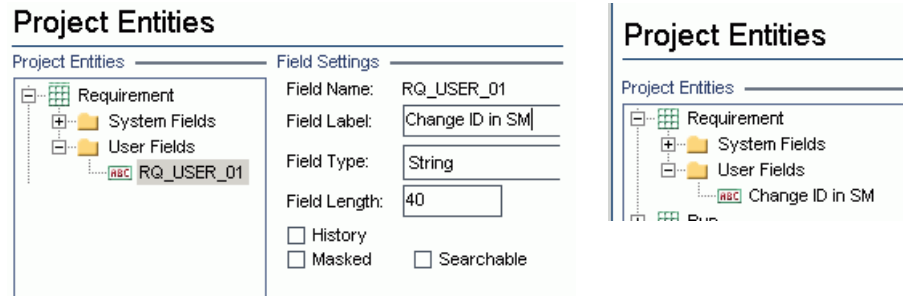 Project Entities
Project Entities
Requirement
System Fields
User Fields
ABC RQ_USER_01
Field Settings
Field Name: RQ_USER_01
Field Label: Change ID in SM
Field Type: String
Field Length: 40
History
Masked
Searchable
Project Entities
Project Entities
Requirement
System Fields
User Fields
ABC Change ID in SM